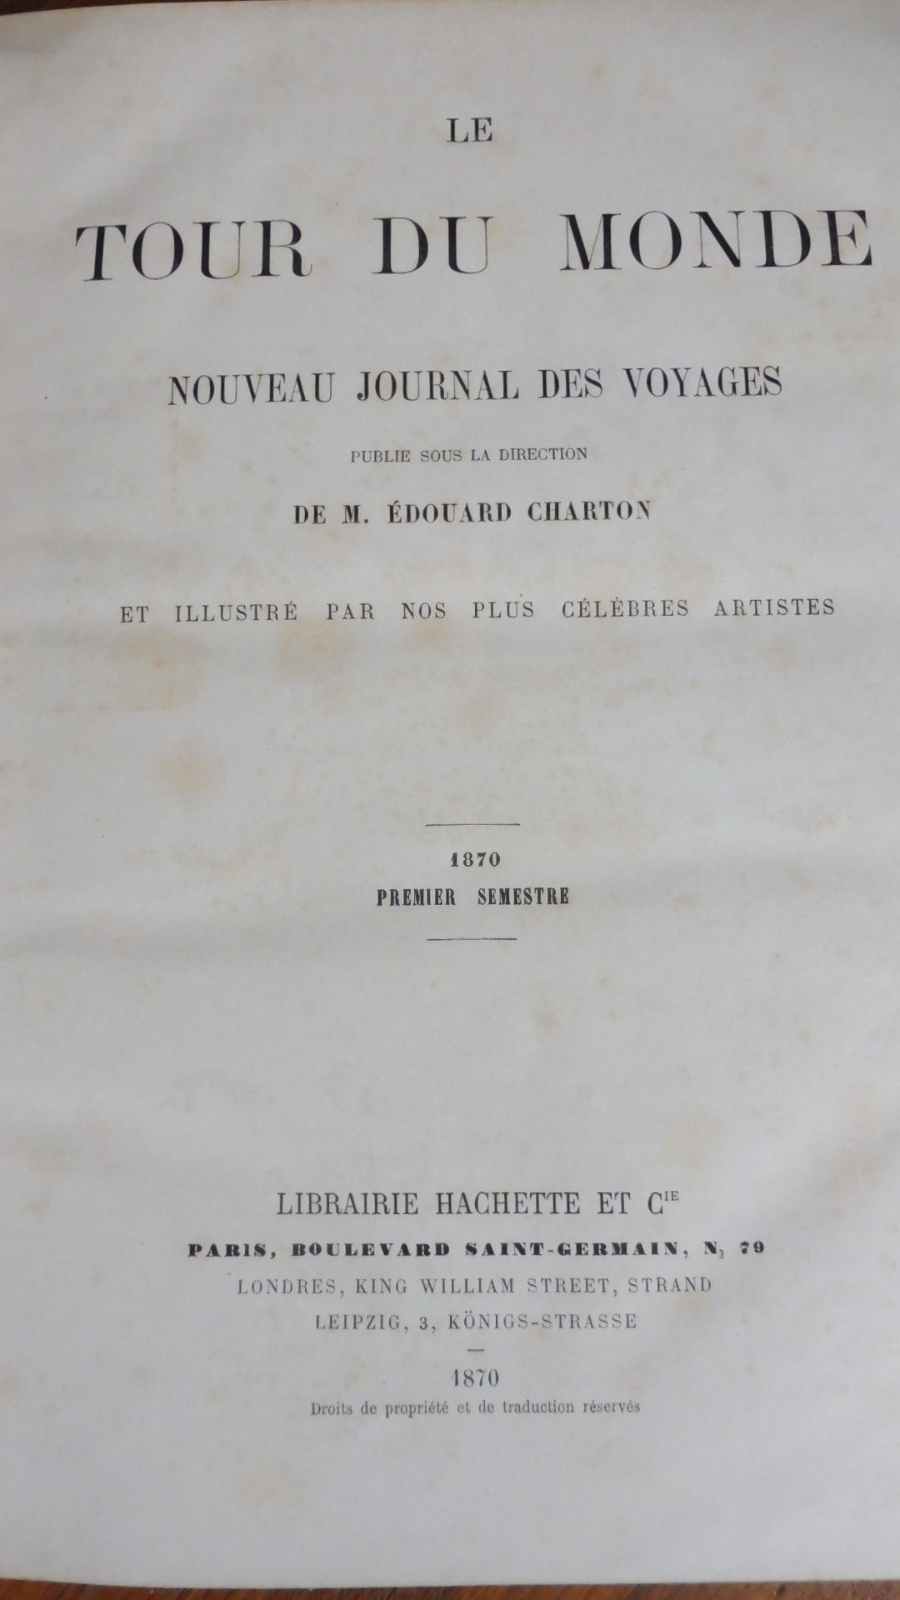 LE
TOUR DU MONDE
NOUVEAU JOURNAL DES VOYAGES
PUBLIE SOUS LA DIRECTION
DE M. ÉDOUARD CHARTON
ET ILLUSTRÉ PAR NOS PLUS CÉLÈBRES ARTISTES
1870
PREMIER SEMESTRE
LIBRAIRIE HACHETTE ET CIE
PARIS, BOULEVARD SAINT-GERMAIN, N, 79
LONDRES, KING WILLIAM STREET, STRAND
LEIPZIG, 3, KÖNIGS-STRASSE
1870
Droits de propriété et de traduction réservés